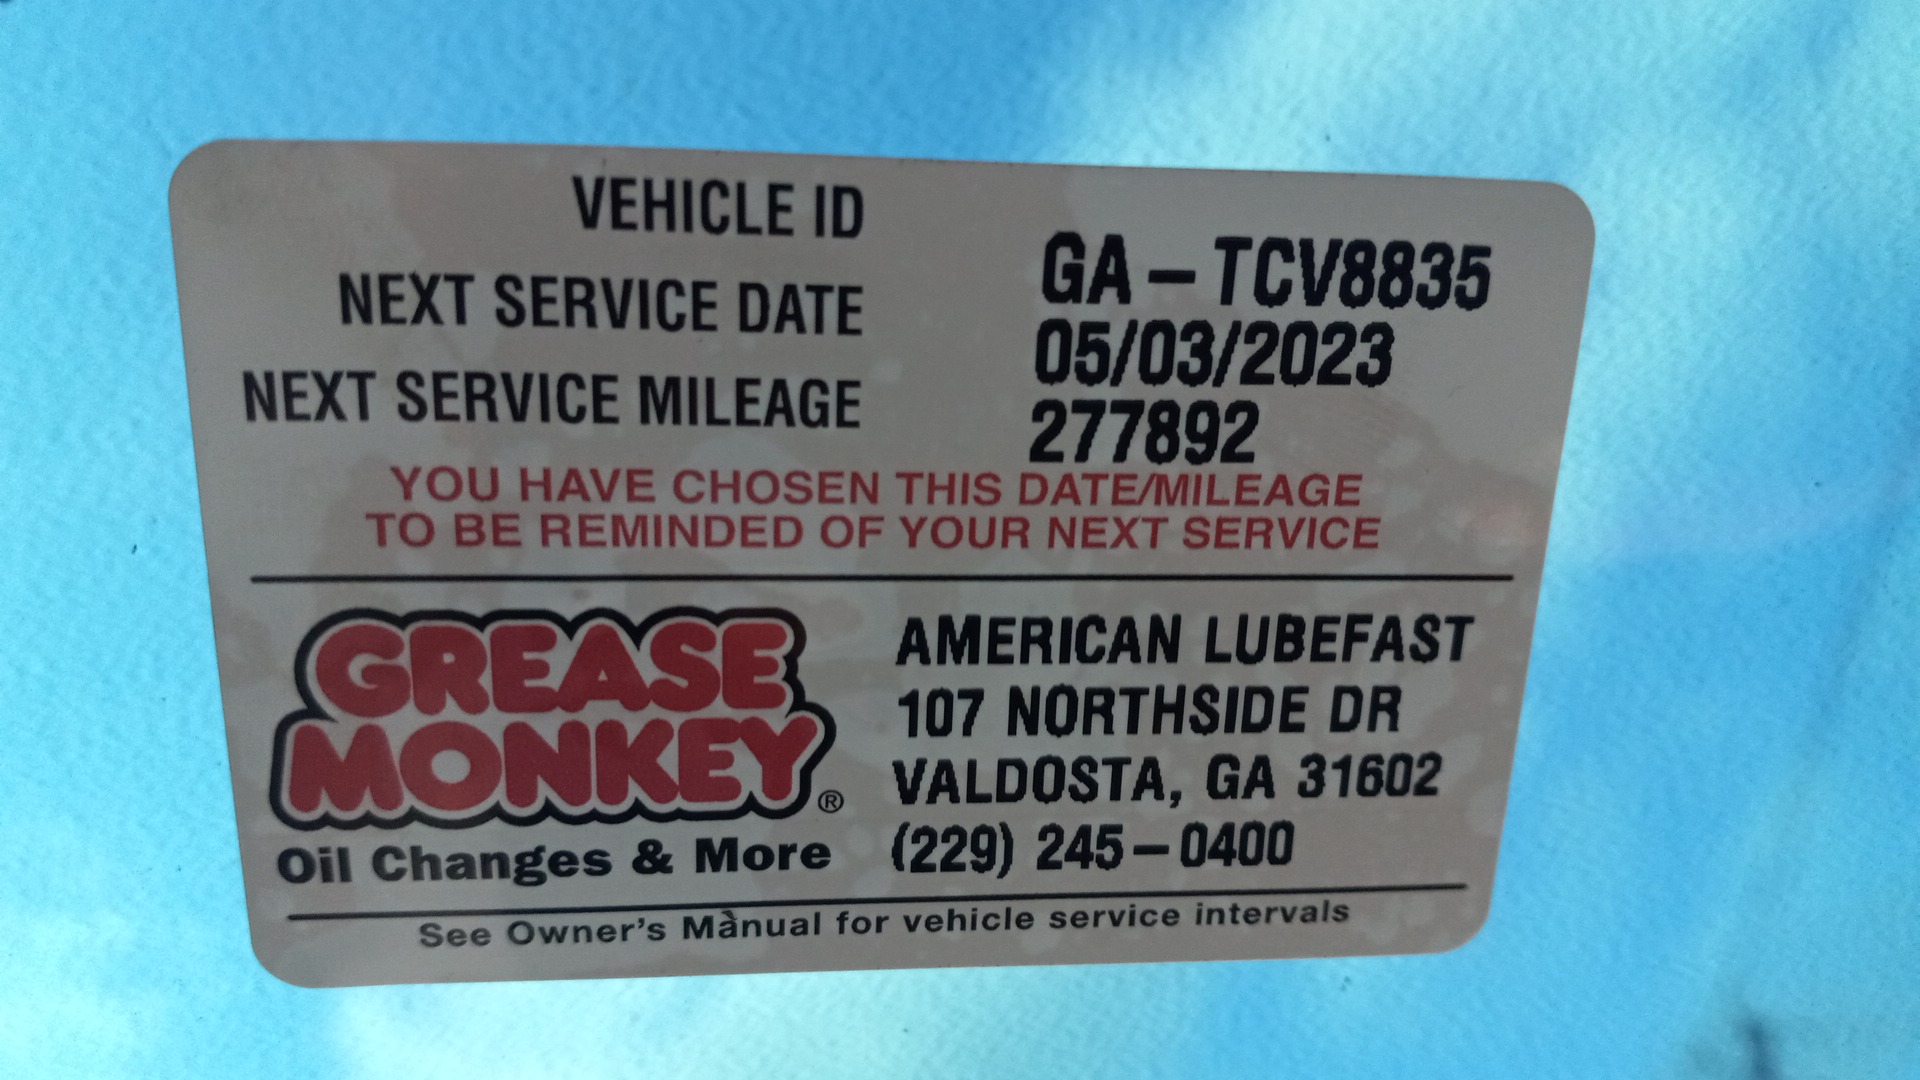 VEHICLE ID GA-TCV8835
NEXT SERVICE DATE 05/03/2023
NEXT SERVICE MILEAGE 277892
YOU HAVE CHOSEN THIS DATE/MILEAGE
TO BE REMINDED OF YOUR NEXT SERVICE
GREASE
MONKEY®
Oil Changes & More
AMERICAN LUBEFAST
107 NORTHSIDE DR
VALDOSTA, GA 31602
(229) 245-0400
See Owner's Manual for vehicle service intervals